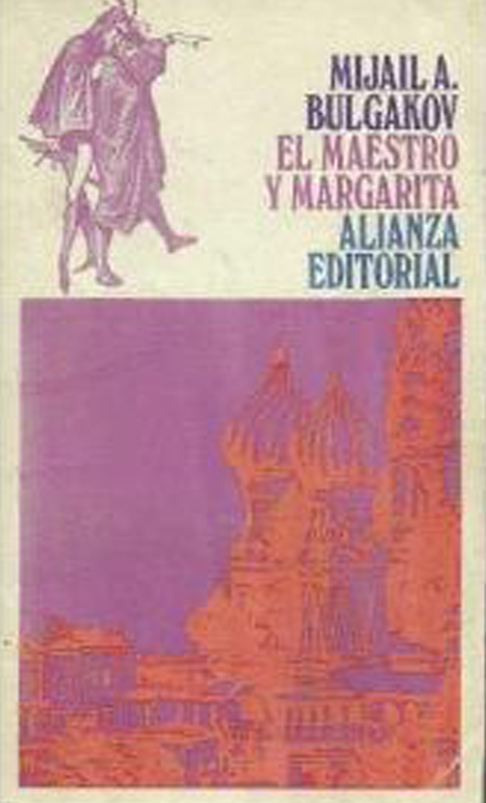 MIJAIL A.
BULGAKOV
EL MAESTRO
Y MARGARITA
ALIANZA
EDITORIAL